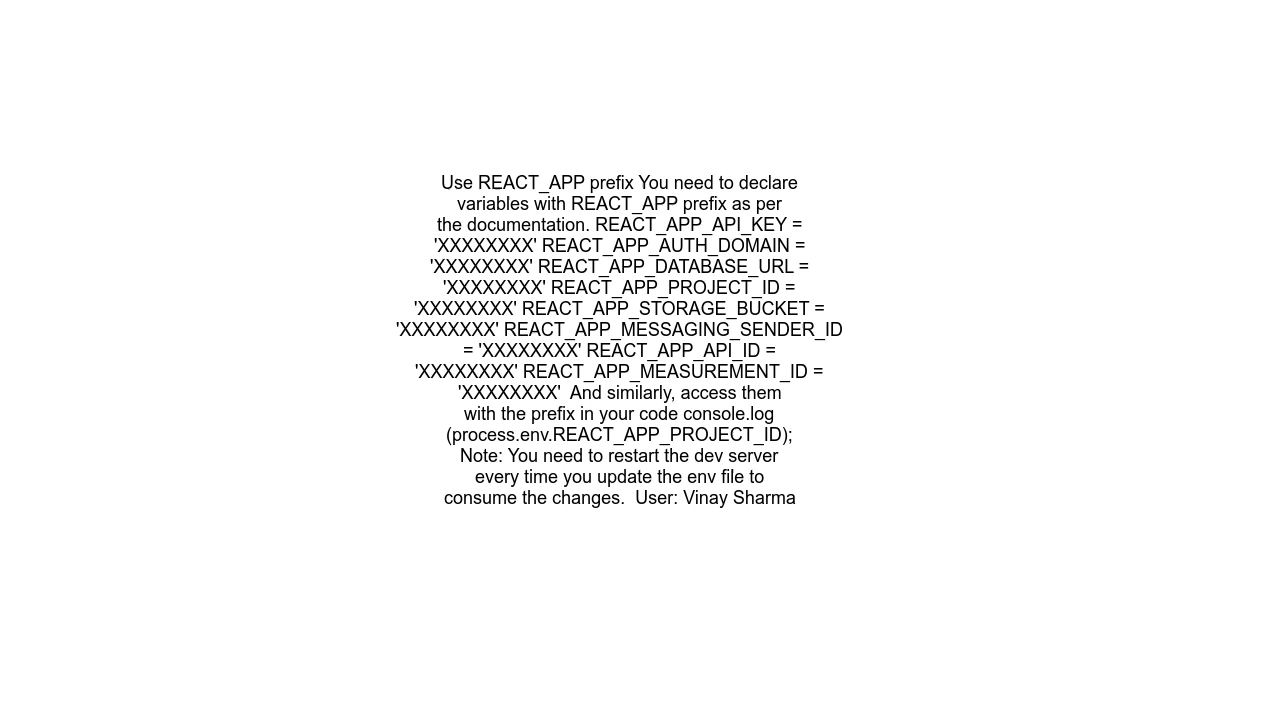 Use REACT_APP prefix You need to declare
variables with REACT_APP prefix as per
the documentation. REACT_APP_API_KEY =
'XXXXXXXX' REACT_APP_AUTH_DOMAIN =
'XXXXXXXX' REACT_APP_DATABASE_URL =
'XXXXXXXX' REACT_APP_PROJECT_ID =
'XXXXXXXX' REACT_APP_STORAGE_BUCKET =
'XXXXXXXX' REACT_APP_MESSAGING_SENDER_ID
= 'XXXXXXXX' REACT_APP_API_ID =
'XXXXXXXX' REACT_APP_MEASUREMENT_ID =
'XXXXXXXX'  And similarly, access them
with the prefix in your code console.log
(process.env.REACT_APP_PROJECT_ID);
Note: You need to restart the dev server
every time you update the env file to
consume the changes.  User: Vinay Sharma